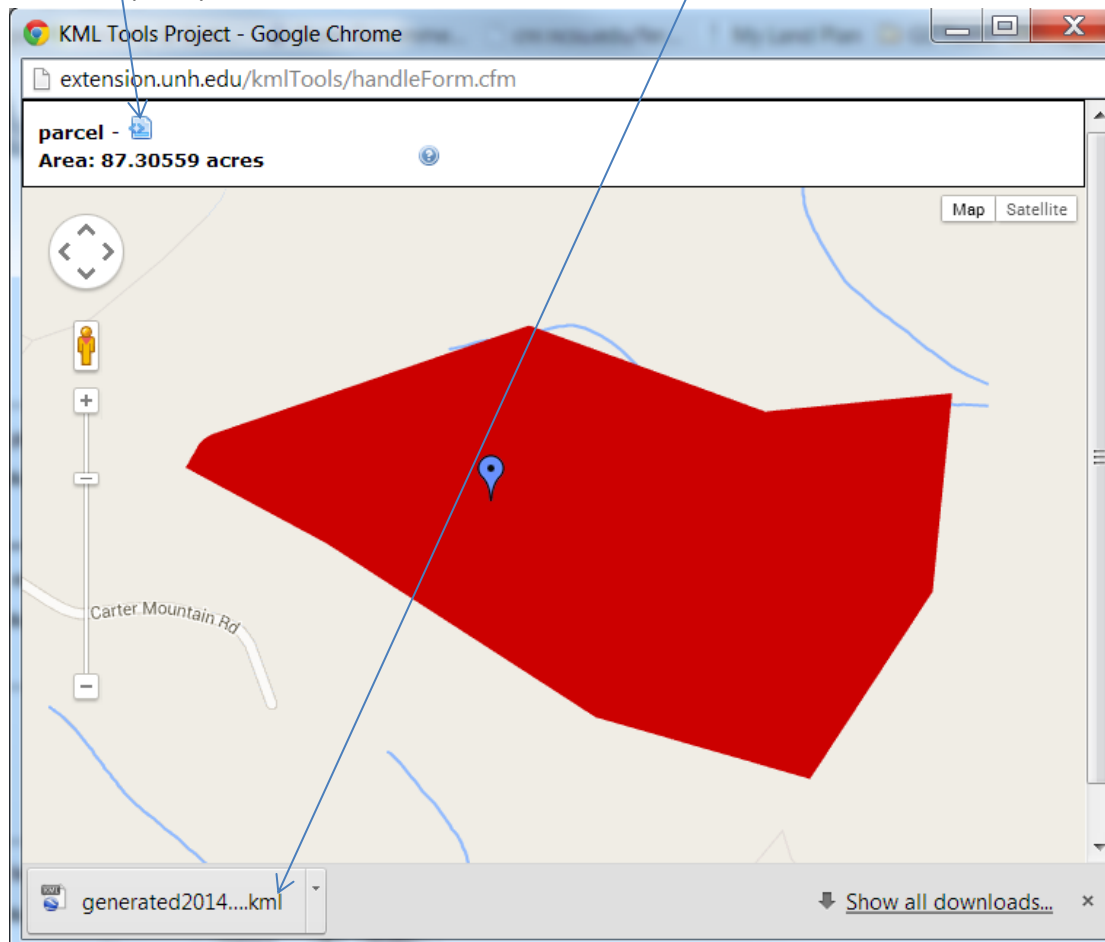 KML Tools Project - Google Chrome
extension.unh.edu/kmlTools/handleForm.cfm
parcel -
Area: 87.30559 acres
Map Satellite
Carter Mountain Rd
generated2014....kml
Show all downloads...